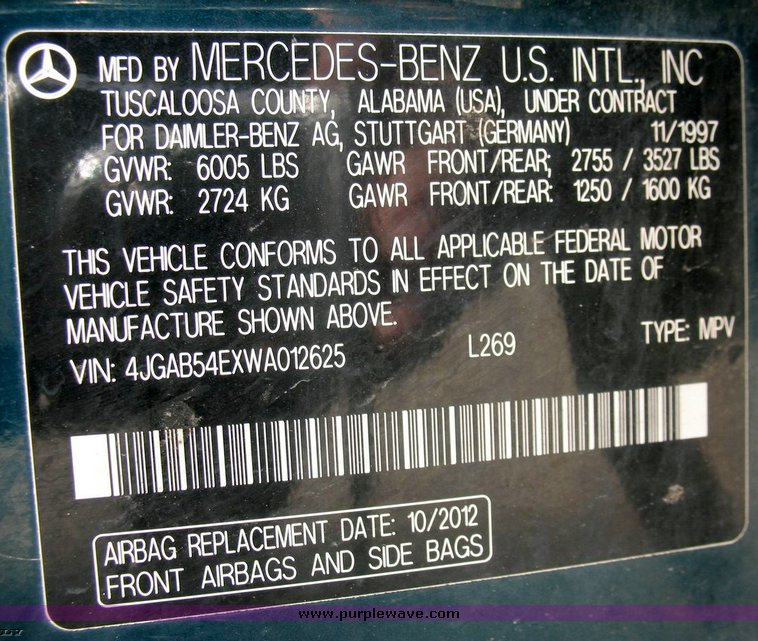 MFD BY MERCEDES-BENZ U.S. INTL., INC
TUSCALOOSA COUNTY, ALABAMA (USA), UNDER CONTRACT
FOR DAIMLER-BENZ AG, STUTTGART (GERMANY) 11/1997
GVWR: 6005 LBS GAWR FRONT/REAR; 2755 / 3527 LBS
GVWR: 2724 KG GAWR FRONT/REAR: 1250 / 1600 KG
THIS VEHICLE CONFORMS TO ALL APPLICABLE FEDERAL MOTOR
VEHICLE SAFETY STANDARDS IN EFFECT ON THE DATE OF
MANUFACTURE SHOWN ABOVE.
VIN: 4JGAB54EXWA012625 L269 TYPE: MPV
AIRBAG REPLACEMENT DATE: 10/2012
FRONT AIRBAGS AND SIDE BAGS
www.purplewave.com